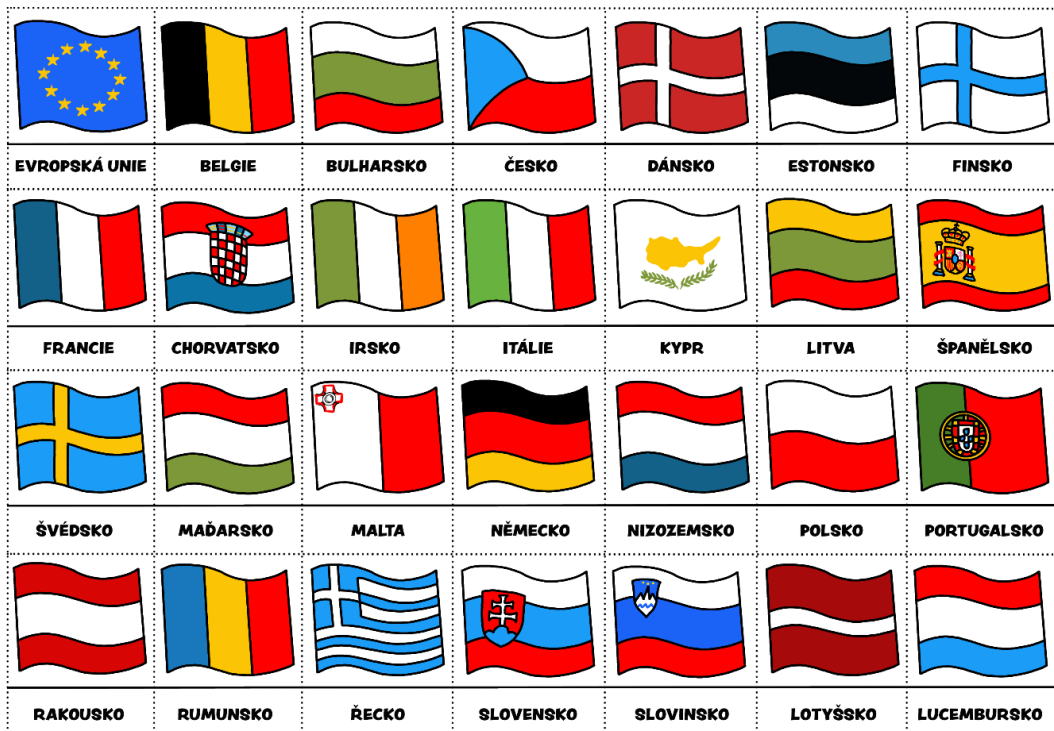 EVROPSKÁ UNIE BELGIE BULHARSKO ČESKO DÁNSKO ESTONSKO FINSKO
FRANCIE CHORVATSKO IRSKO ITÁLIE KYPR LITVA ŠPANĚLSKO
ŠVÉDSKO MAĎARSKO MALTA NĚMECKO NIZOZEMSKO POLSKO PORTUGALSKO
RAKOUSKO RUMUNSKO ŘECKO SLOVENSKO SLOVINSKO LOTYŠSKO LUCEMBURSKO